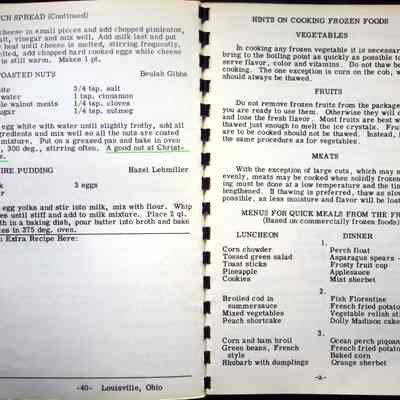 CH SPREAD (Continued)
cheese in small pieces and add chopped pimientos,
alt, vinegar and mix well. Add milk last and put
heat until cheese is melted, stirring frequently.
ed, add chopped hard cooked eggs while cheese
is still warm. Makes 1 pt.
TOASTED NUTS Beulah Gibbs
3/4 tsp. salt
water 1 tsp. cinnamon
walnut meats 1/4 tsp. cloves
1/4 tsp. nutmeg
egg white with water until slightly frothy, add all
gredients and mix well so all the nuts are coated
mixture. Put on a greased pan and bake in oven
300 deg., stirring often. A good nut at Christ-
IRE PUDDING Hazel Lehmiller
3 eggs
egg yolks and stir into milk, mix with flour. Whip
es until stiff and add to milk mixture. Place 2 qt.
h in a baking dish, pour batter into broth and bake
tes in 375 deg. oven.
Extra Recipe Here:
-40- Louisville, Ohio
HINTS ON COOKING FROZEN FOODS
VEGETABLES
In cooking any frozen vegetable it is necessar
bring to the boiling point as quickly as possible to
serve flavor, color and vitamins. Do not thaw be
cooking. The one exception is corn on the cob, w
should always be thawed.
FRUITS
Do not remove frozen fruits from the package
you are ready to use them. Otherwise they will
and lose the fresh flavor. Most fruits are best w
thawed just enough to melt the ice crystals. Fru
are to be cooked should not be thawed. Instead,
the same procedure as for vegetables.
MEATS
With the exception of large cuts, which may
evenly, meats may be cooked when solidly frozen
ing must be done at a low temperature and the tim
lengthened. If thawing is preferred, thaw as slow
possible, as less moisture and flavor will be lost
MENUS FOR QUICK MEALS FROM THE FR
(Based on commercially frozen foods)
LUNCHEON DINNER
1.
Corn chowder Perch float
Tossed green salad Asparagus spears -
Toast sticks Frosty fruit cup
Pineapple Applesauce
Cookies Mist sherbet
2.
Broiled cod in Fish Florentine
summersauce French fried potato
Mixed vegetables Vegetable relish
Peach shortcake Dolly Madison cake
3.
Corn and ham broil Ocean perch piquan
Green beans, French French fried potato
style Baked corn
Rhubarb with dumplings Orange sherbet